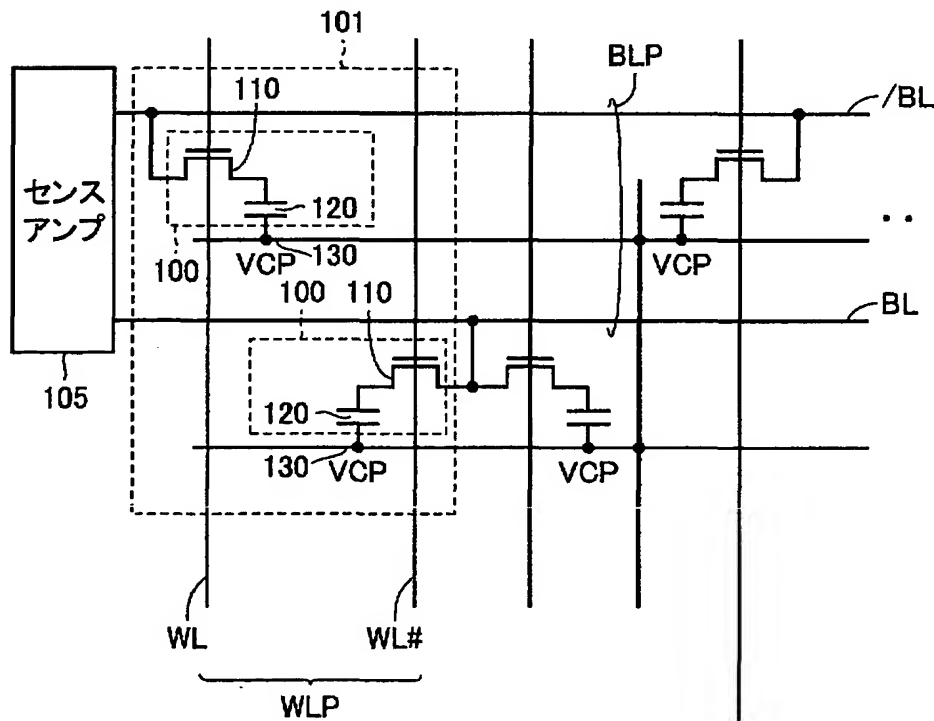 101
BLP
110
/BL
センス
アンプ
120
..
100
VCP
130
VCP
100
110
BL
105
120
130
VCP
VCP
WL
WL#
WLP